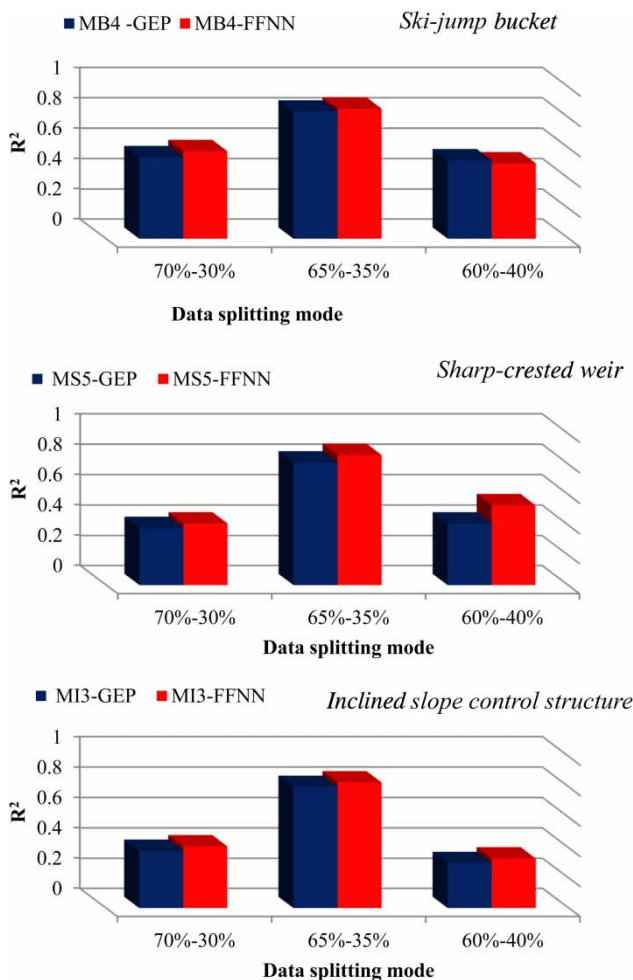 MB4 -GEP MB4-FFNN Ski-jump bucket
1
0.8
0.6
0.4
0.2
0
R²
70%-30% 65%-35% 60%-40%
Data splitting mode
MS5-GEP MS5-FFNN Sharp-crested weir
1
0.8
0.6
0.4
0.2
0
R²
70%-30% 65%-35% 60%-40%
Data splitting mode
MI3-GEP MI3-FFNN Inclined slope control structure
1
0.8
0.6
0.4
0.2
0
R²
70%-30% 65%-35% 60%-40%
Data splitting mode